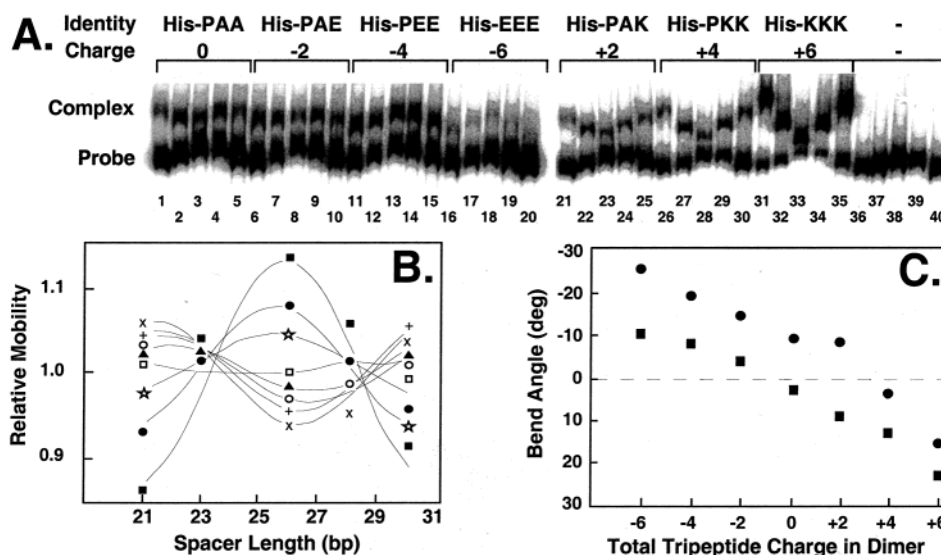 A.
Identity His-PAA His-PAE His-PEE His-EEE His-PAK His-PKK His-KKK -
Charge 0 -2 -4 -6 +2 +4 +6 -
Complex
Probe
1 3 5 7 9 11 13 15 17 19 21 23 25 27 29 31 33 35 37 39
2 4 6 8 10 12 14 16 18 20 22 24 26 28 30 32 34 36 38 40
B.
Relative Mobility
1.1
1.0
0.9
21 23 25 27 29 31
Spacer Length (bp)
C.
Bend Angle (deg)
-30
-20
-10
0
10
20
30
-6 -4 -2 0 +2 +4 +6
Total Tripeptide Charge in Dimer